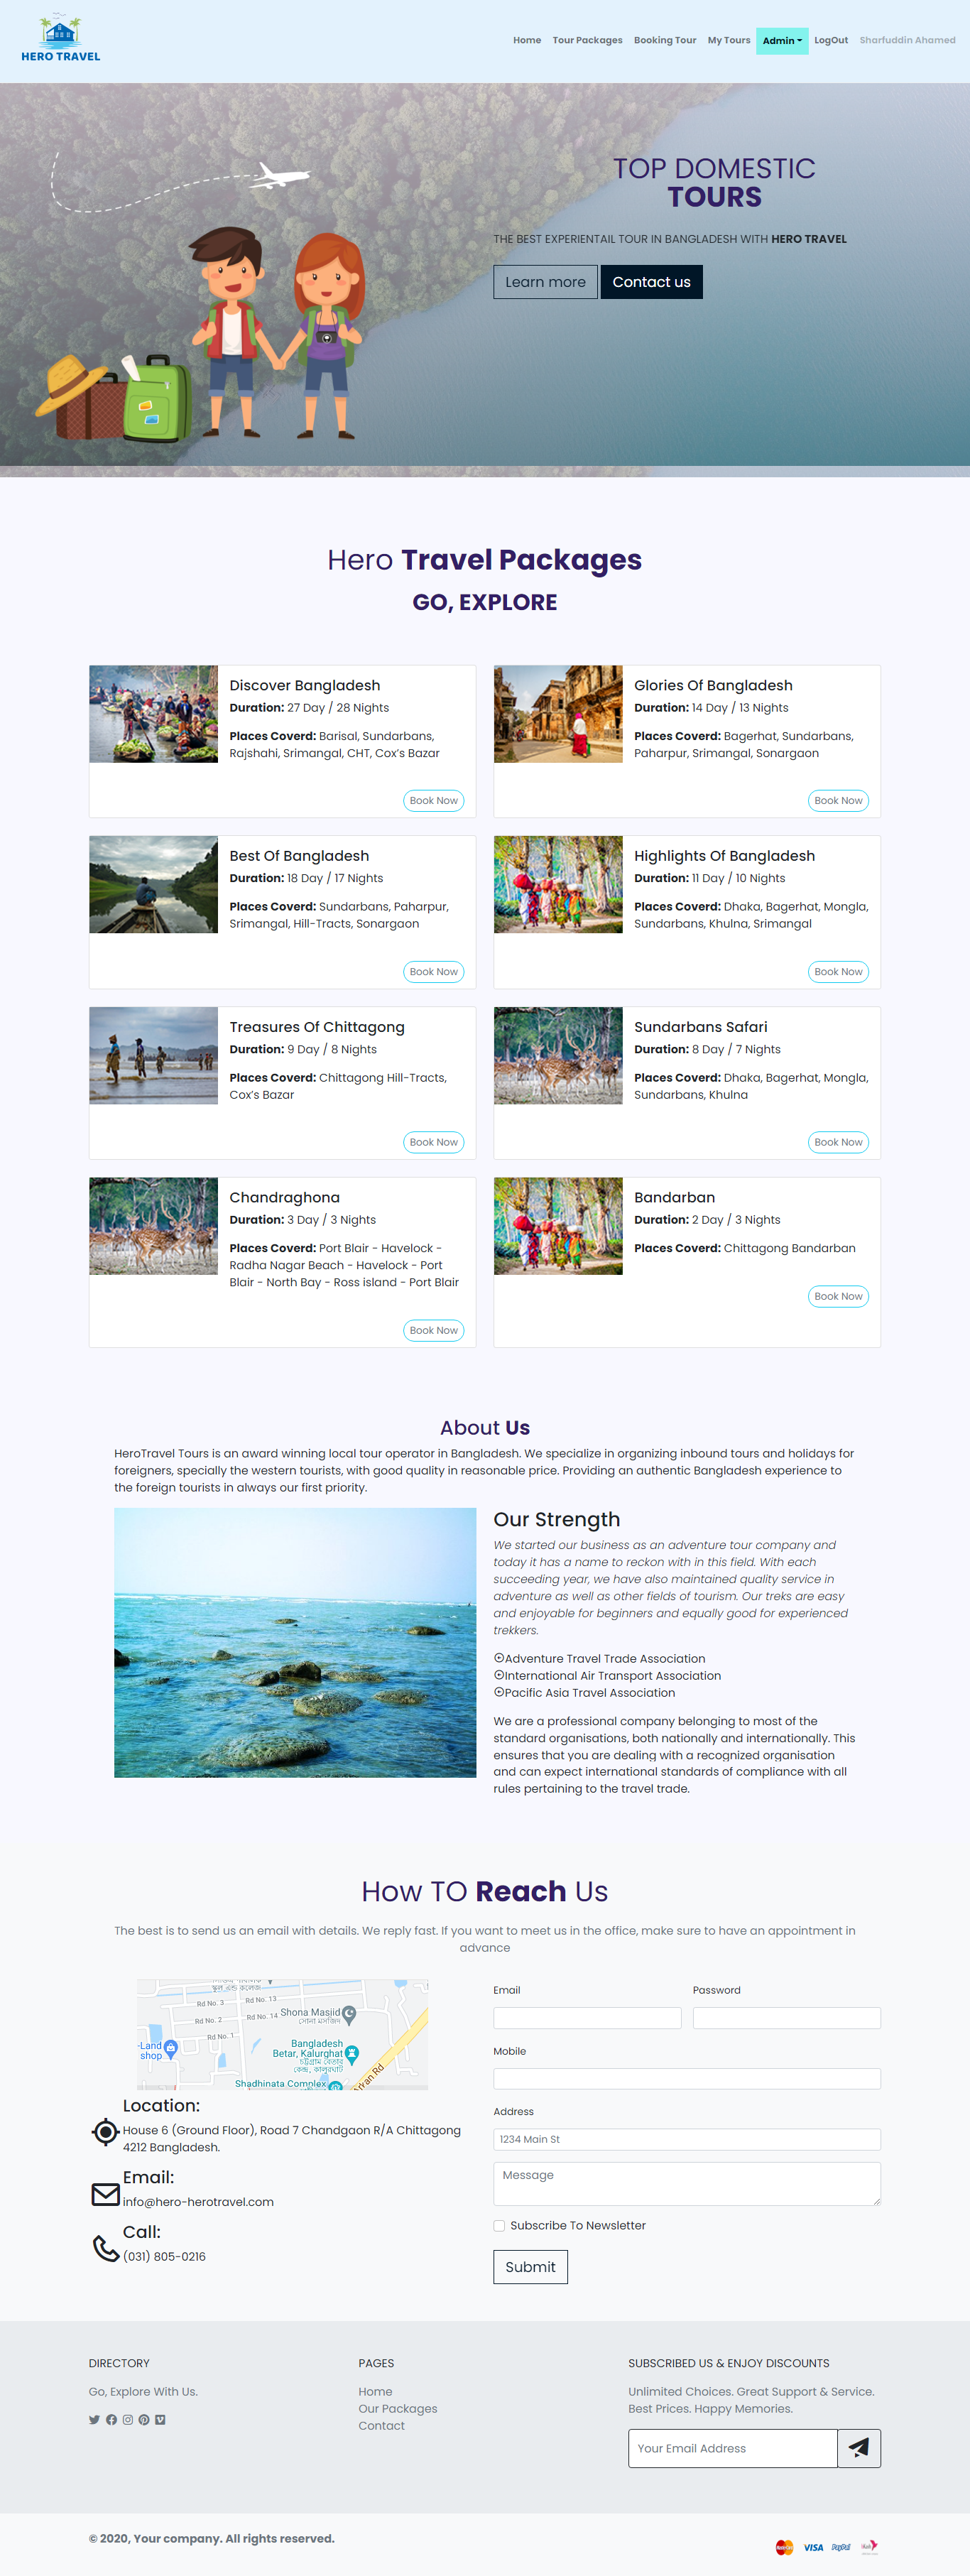 HERO TRAVEL
Home Tour Packages Booking Tour My Tours Admin LogOut Sharfuddin Ahamed
TOP DOMESTIC
TOURS
THE BEST EXPERIENTAIL TOUR IN BANGLADESH WITH HERO TRAVEL
Learn more Contact us
Hero Travel Packages
GO, EXPLORE
Discover Bangladesh
Duration: 27 Day / 28 Nights
Places Coverd: Barisal, Sundarbans,
Rajshahi, Srimangal, CHT, Cox's Bazar
Book Now
Glories Of Bangladesh
Duration: 14 Day / 13 Nights
Places Coverd: Bagerhat, Sundarbans,
Paharpur, Srimangal, Sonargaon
Book Now
Best Of Bangladesh
Duration: 18 Day / 17 Nights
Places Coverd: Sundarbans, Paharpur,
Srimangal, Hill-Tracts, Sonargaon
Book Now
Highlights Of Bangladesh
Duration: 11 Day / 10 Nights
Places Coverd: Dhaka, Bagerhat, Mongla,
Sundarbans, Khulna, Srimangal
Book Now
Treasures Of Chittagong
Duration: 9 Day / 8 Nights
Places Coverd: Chittagong Hill-Tracts,
Cox's Bazar
Book Now
Sundarbans Safari
Duration: 8 Day / 7 Nights
Places Coverd: Dhaka, Bagerhat, Mongla,
Sundarbans, Khulna
Book Now
Chandraghona
Duration: 3 Day / 3 Nights
Places Coverd: Port Blair - Havelock -
Radha Nagar Beach - Havelock - Port
Blair - North Bay - Ross island - Port Blair
Book Now
Bandarban
Duration: 2 Day / 3 Nights
Places Coverd: Chittagong Bandarban
Book Now
About Us
HeroTravel Tours is an award winning local tour operator in Bangladesh. We specialize in organizing inbound tours and holidays for
foreigners, specially the western tourists, with good quality in reasonable price. Providing an authentic Bangladesh experience to
the foreign tourists in always our first priority.
Our Strength
We started our business as an adventure tour company and
today it has a name to reckon with in this field. With each
succeeding year, we have also maintained quality service in
adventure as well as other fields of tourism. Our treks are easy
and enjoyable for beginners and equally good for experienced
trekkers.
Adventure Travel Trade Association
International Air Transport Association
Pacific Asia Travel Association
We are a professional company belonging to most of the
standard organisations, both nationally and internationally. This
ensures that you are dealing with a recognized organisation
and can expect international standards of compliance with all
rules pertaining to the travel trade.
How TO Reach Us
The best is to send us an email with details. We reply fast. If you want to meet us in the office, make sure to have an appointment in
advance
Rd No. 3
Rd No. 13
Rd No. 2
Rd No. 14
Shona Masjid
সোনা মসজিদ
Rd No. 1
-Land
shop
Bangladesh
Betar, Kalurghat
চট্টগ্রাম বেতার
কেন্দ্র, কালুরঘাট
Shadhinata Complex
Arkan Rd
Location:
House 6 (Ground Floor), Road 7 Chandgaon R/A Chittagong
4212 Bangladesh.
Email:
info@hero-herotravel.com
Call:
(031) 805-0216
Email Password
Mobile
Address
1234 Main St
Message
Subscribe To Newsletter
Submit
DIRECTORY
Go, Explore With Us.
PAGES
Home
Our Packages
Contact
SUBSCRIBED US & ENJOY DISCOUNTS
Unlimited Choices. Great Support & Service.
Best Prices. Happy Memories.
Your Email Address
© 2020, Your company. All rights reserved.
VISA PayPal